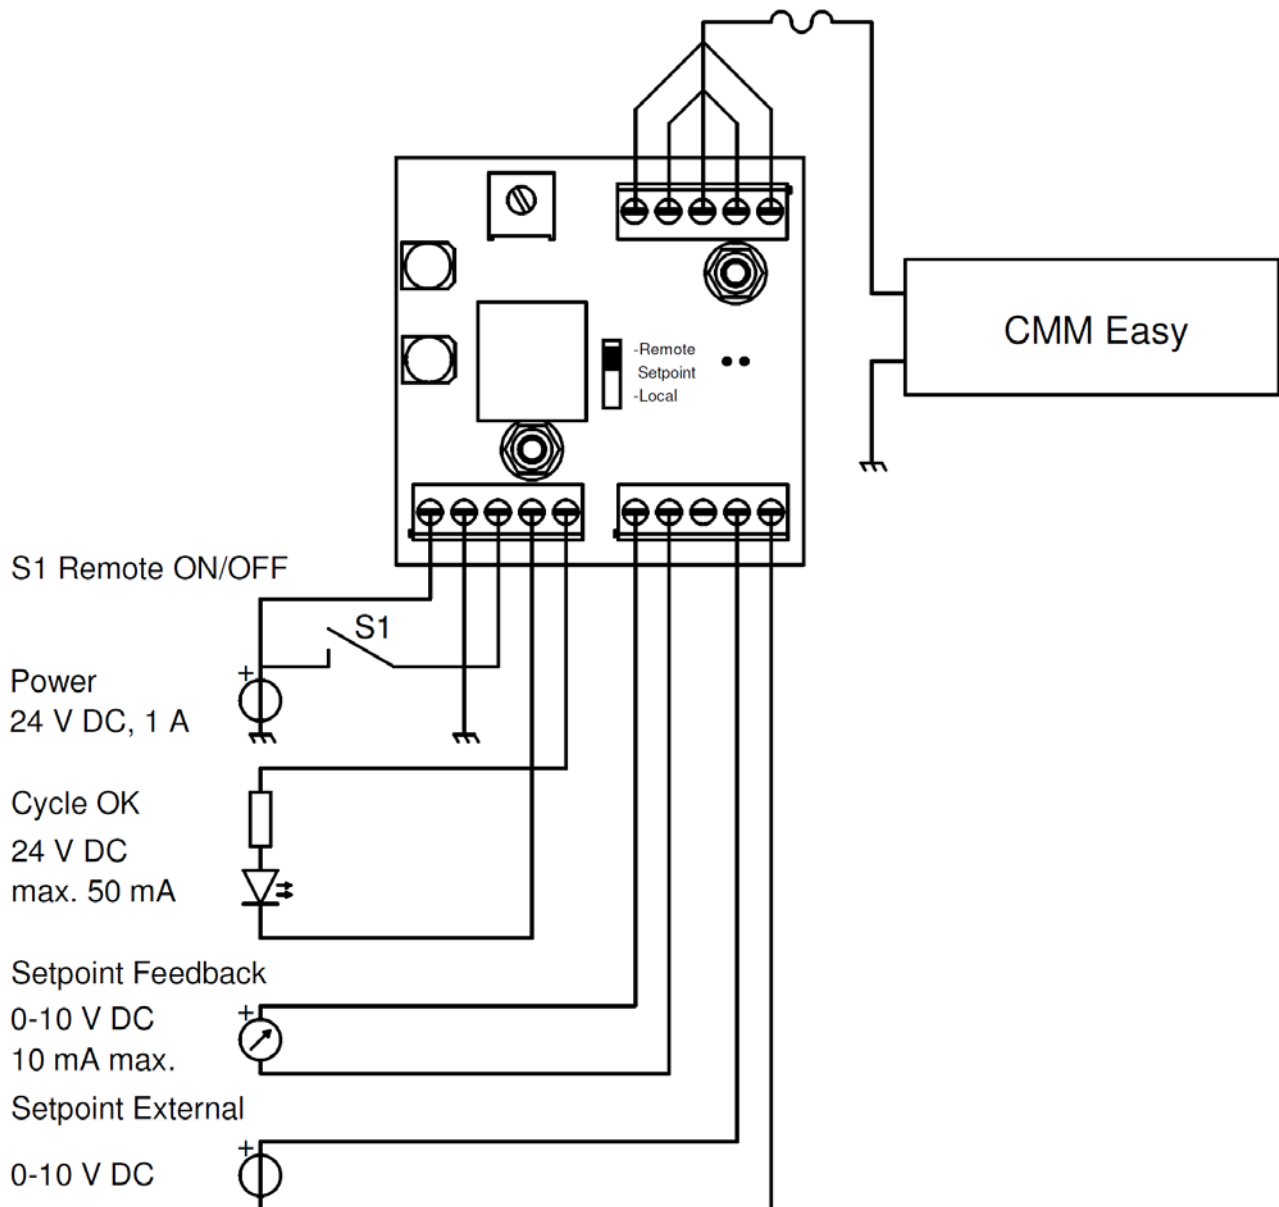 CMM Easy
-Remote
Setpoint
-Local
S1 Remote ON/OFF
S1
+
Power
24 V DC, 1 A
Cycle OK
24 V DC
max. 50 mA
Setpoint Feedback
+
0-10 V DC
10 mA max.
Setpoint External
+
0-10 V DC